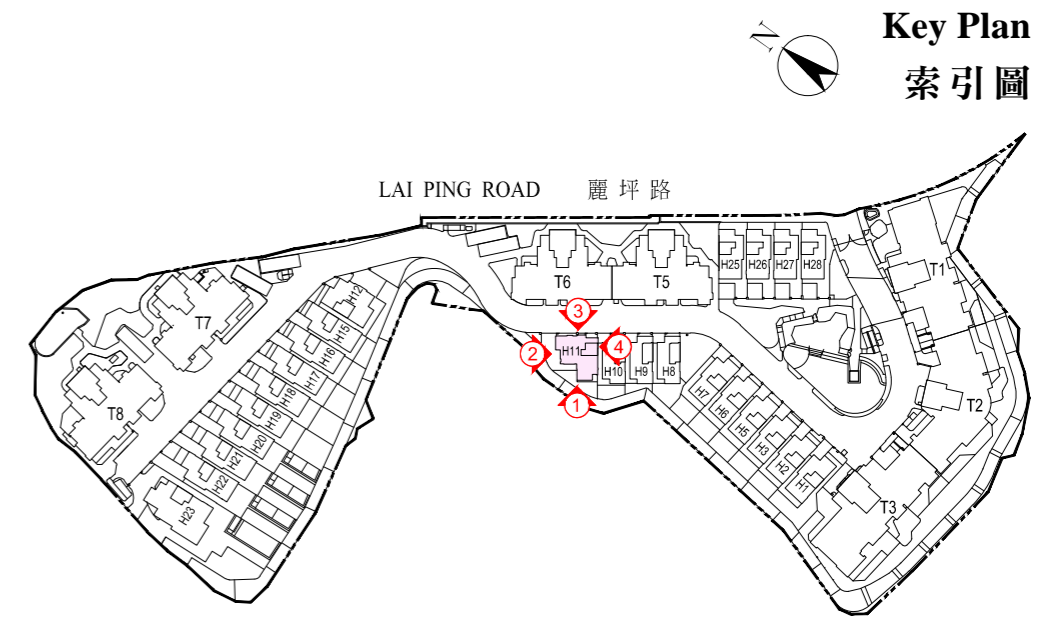 Key Plan
索引圖
N
LAI PING ROAD 麗坪路
T1
T2
T3
T5
T6
T7
T8
H25
H26
H27
H28
H12
H15
H16
H17
H18
H19
H20
H21
H22
H23
H11
H10
H9
H8
H7
H6
H5
H3
H2
H1
3
2
4
1